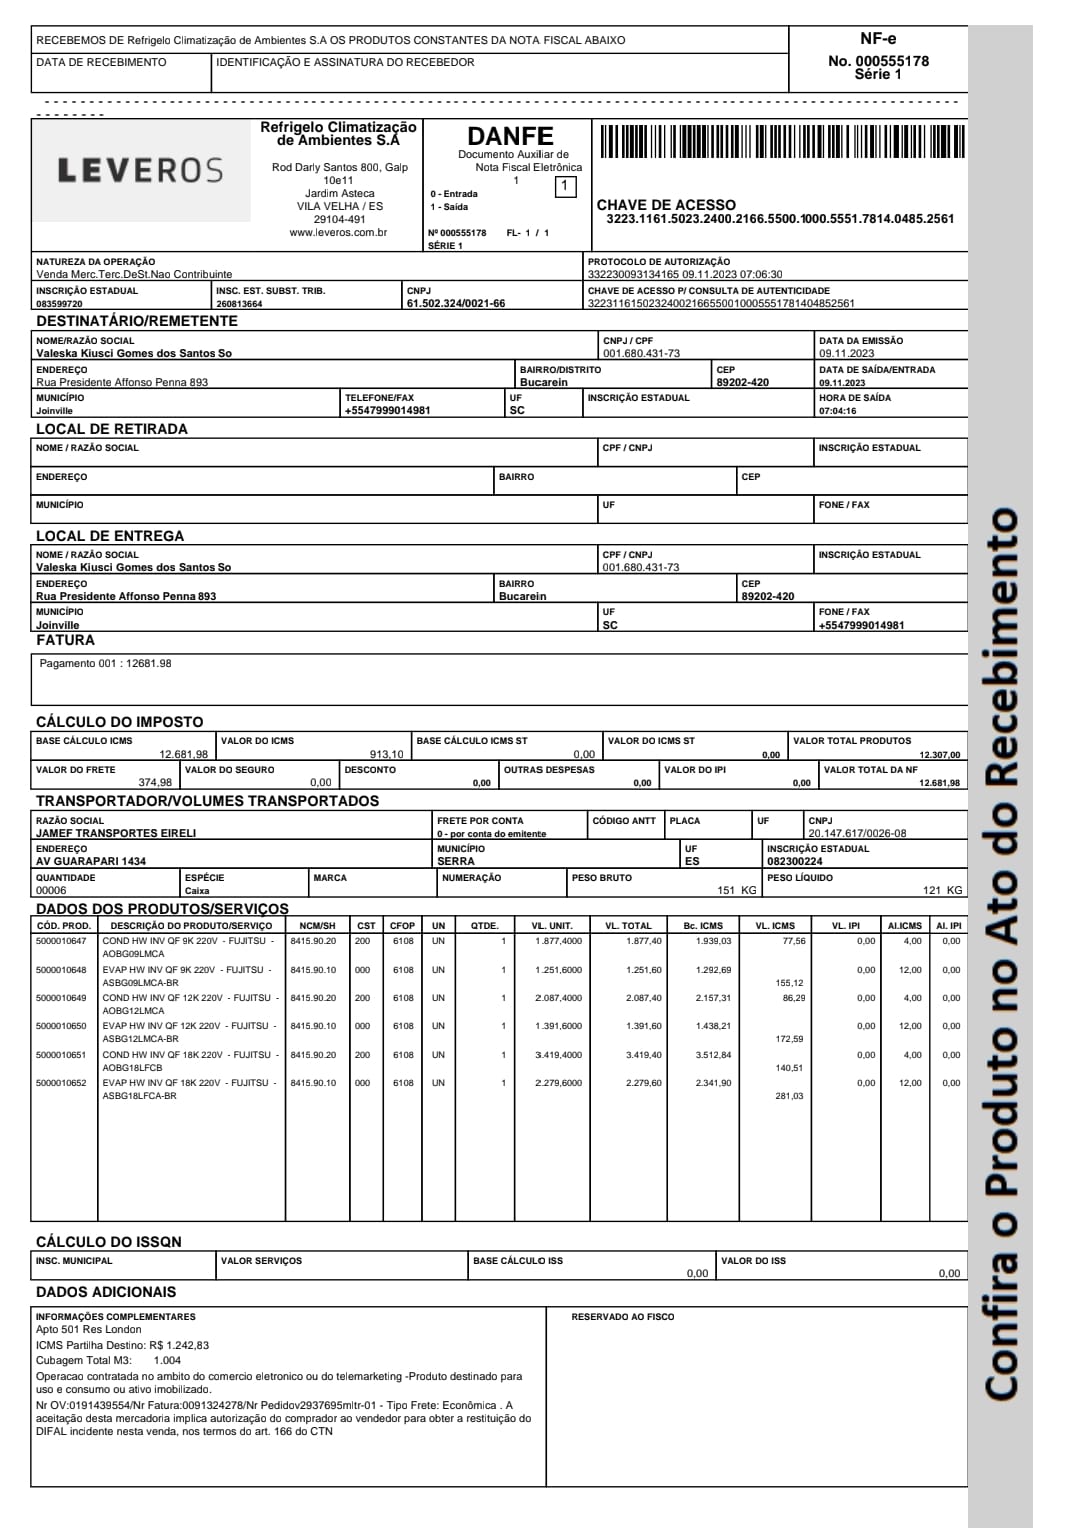 RECEBEMOS DE Refrigelo Climatização de Ambientes S.A OS PRODUTOS CONSTANTES DA NOTA FISCAL ABAIXO
DATA DE RECEBIMENTO IDENTIFICAÇÃO E ASSINATURA DO RECEBEDOR
NF-e
No. 000555178
Série 1
LEVEROS
Refrigelo Climatização
de Ambientes S.A
Rod Darly Santos 800, Galp
10e11
Jardim Asteca
VILA VELHA / ES
29104-491
www.leveros.com.br
DANFE
Documento Auxiliar de
Nota Fiscal Eletrônica
1
1
0 - Entrada
1 - Saída
Nº 000555178 FL- 1 / 1
SÉRIE 1
CHAVE DE ACESSO
3223.1161.5023.2400.2166.5500.1000.5551.7814.0485.2561
NATUREZA DA OPERAÇÃO PROTOCOLO DE AUTORIZAÇÃO
Venda Merc.Terc.DeSt.Nao Contribuinte 332230093134165 09.11.2023 07:06:30
INSCRIÇÃO ESTADUAL INSC. EST. SUBST. TRIB. CNPJ CHAVE DE ACESSO P/ CONSULTA DE AUTENTICIDADE
083599720 260813664 61.502.324/0021-66 32231161502324002166550010005551781404852561
DESTINATÁRIO/REMETENTE
NOME/RAZÃO SOCIAL CNPJ / CPF DATA DA EMISSÃO
Valeska Kiusci Gomes dos Santos So 001.680.431-73 09.11.2023
ENDEREÇO BAIRRO/DISTRITO CEP DATA DE SAÍDA/ENTRADA
Rua Presidente Affonso Penna 893 Bucarein 89202-420 09.11.2023
MUNICÍPIO TELEFONE/FAX UF INSCRIÇÃO ESTADUAL HORA DE SAÍDA
Joinville +5547999014981 SC 07:04:16
LOCAL DE RETIRADA
NOME / RAZÃO SOCIAL CPF / CNPJ INSCRIÇÃO ESTADUAL
ENDEREÇO BAIRRO CEP
MUNICÍPIO UF FONE / FAX
LOCAL DE ENTREGA
NOME / RAZÃO SOCIAL CPF / CNPJ INSCRIÇÃO ESTADUAL
Valeska Kiusci Gomes dos Santos So 001.680.431-73
ENDEREÇO BAIRRO CEP
Rua Presidente Affonso Penna 893 Bucarein 89202-420
MUNICÍPIO UF FONE / FAX
Joinville SC +5547999014981
FATURA
Pagamento 001 : 12681.98
CÁLCULO DO IMPOSTO
BASE CÁLCULO ICMS VALOR DO ICMS BASE CÁLCULO ICMS ST VALOR DO ICMS ST VALOR TOTAL PRODUTOS
12.681,98 913,10 0,00 0,00 12.307,00
VALOR DO FRETE VALOR DO SEGURO DESCONTO OUTRAS DESPESAS VALOR DO IPI VALOR TOTAL DA NF
374,98 0,00 0,00 0,00 0,00 12.681,98
TRANSPORTADOR/VOLUMES TRANSPORTADOS
RAZÃO SOCIAL FRETE POR CONTA CÓDIGO ANTT PLACA UF CNPJ
JAMEF TRANSPORTES EIRELI 0 - por conta do emitente 20.147.617/0026-08
ENDEREÇO MUNICÍPIO UF INSCRIÇÃO ESTADUAL
AV GUARAPARI 1434 SERRA ES 082300224
QUANTIDADE ESPÉCIE MARCA NUMERAÇÃO PESO BRUTO PESO LÍQUIDO
00006 Caixa 151 KG 121 KG
DADOS DOS PRODUTOS/SERVIÇOS
CÓD. PROD. DESCRIÇÃO DO PRODUTO/SERVIÇO NCM/SH CST CFOP UN QTDE. VL. UNIT. VL. TOTAL Bc. ICMS VL. ICMS VL. IPI Al.ICMS Al. IPI
5000010647 COND HW INV QF 9K 220V - FUJITSU - 8415.90.20 200 6108 UN 1 1.877,4000 1.877,40 1.939,03 77,56 0,00 4,00 0,00
AOBG09LMCA
5000010648 EVAP HW INV QF 9K 220V - FUJITSU - 8415.90.10 000 6108 UN 1 1.251,6000 1.251,60 1.292,69 0,00 12,00 0,00
ASBG09LMCA-BR 155,12
5000010649 COND HW INV QF 12K 220V - FUJITSU - 8415.90.20 200 6108 UN 1 2.087,4000 2.087,40 2.157,31 86,29 0,00 4,00 0,00
AOBG12LMCA
5000010650 EVAP HW INV QF 12K 220V - FUJITSU - 8415.90.10 000 6108 UN 1 1.391,6000 1.391,60 1.438,21 0,00 12,00 0,00
ASBG12LMCA-BR 172,59
5000010651 COND HW INV QF 18K 220V - FUJITSU - 8415.90.20 200 6108 UN 1 3.419,4000 3.419,40 3.512,84 0,00 4,00 0,00
AOBG18LFCB 140,51
5000010652 EVAP HW INV QF 18K 220V - FUJITSU - 8415.90.10 000 6108 UN 1 2.279,6000 2.279,60 2.341,90 0,00 12,00 0,00
ASBG18LFCA-BR 281,03
CÁLCULO DO ISSQN
INSC. MUNICIPAL VALOR SERVIÇOS BASE CÁLCULO ISS VALOR DO ISS
0,00 0,00
DADOS ADICIONAIS
INFORMAÇÕES COMPLEMENTARES RESERVADO AO FISCO
Apto 501 Res London
ICMS Partilha Destino: R$ 1.242,83
Cubagem Total M3: 1.004
Operacao contratada no ambito do comercio eletronico ou do telemarketing -Produto destinado para
uso e consumo ou ativo imobilizado.
Nr OV:0191439554/Nr Fatura:0091324278/Nr Pedidov2937695mltr-01 - Tipo Frete: Econômica . A
aceitação desta mercadoria implica autorização do comprador ao vendedor para obter a restituição do
DIFAL incidente nesta venda, nos termos do art. 166 do CTN
Confira o Produto no Ato do Recebimento